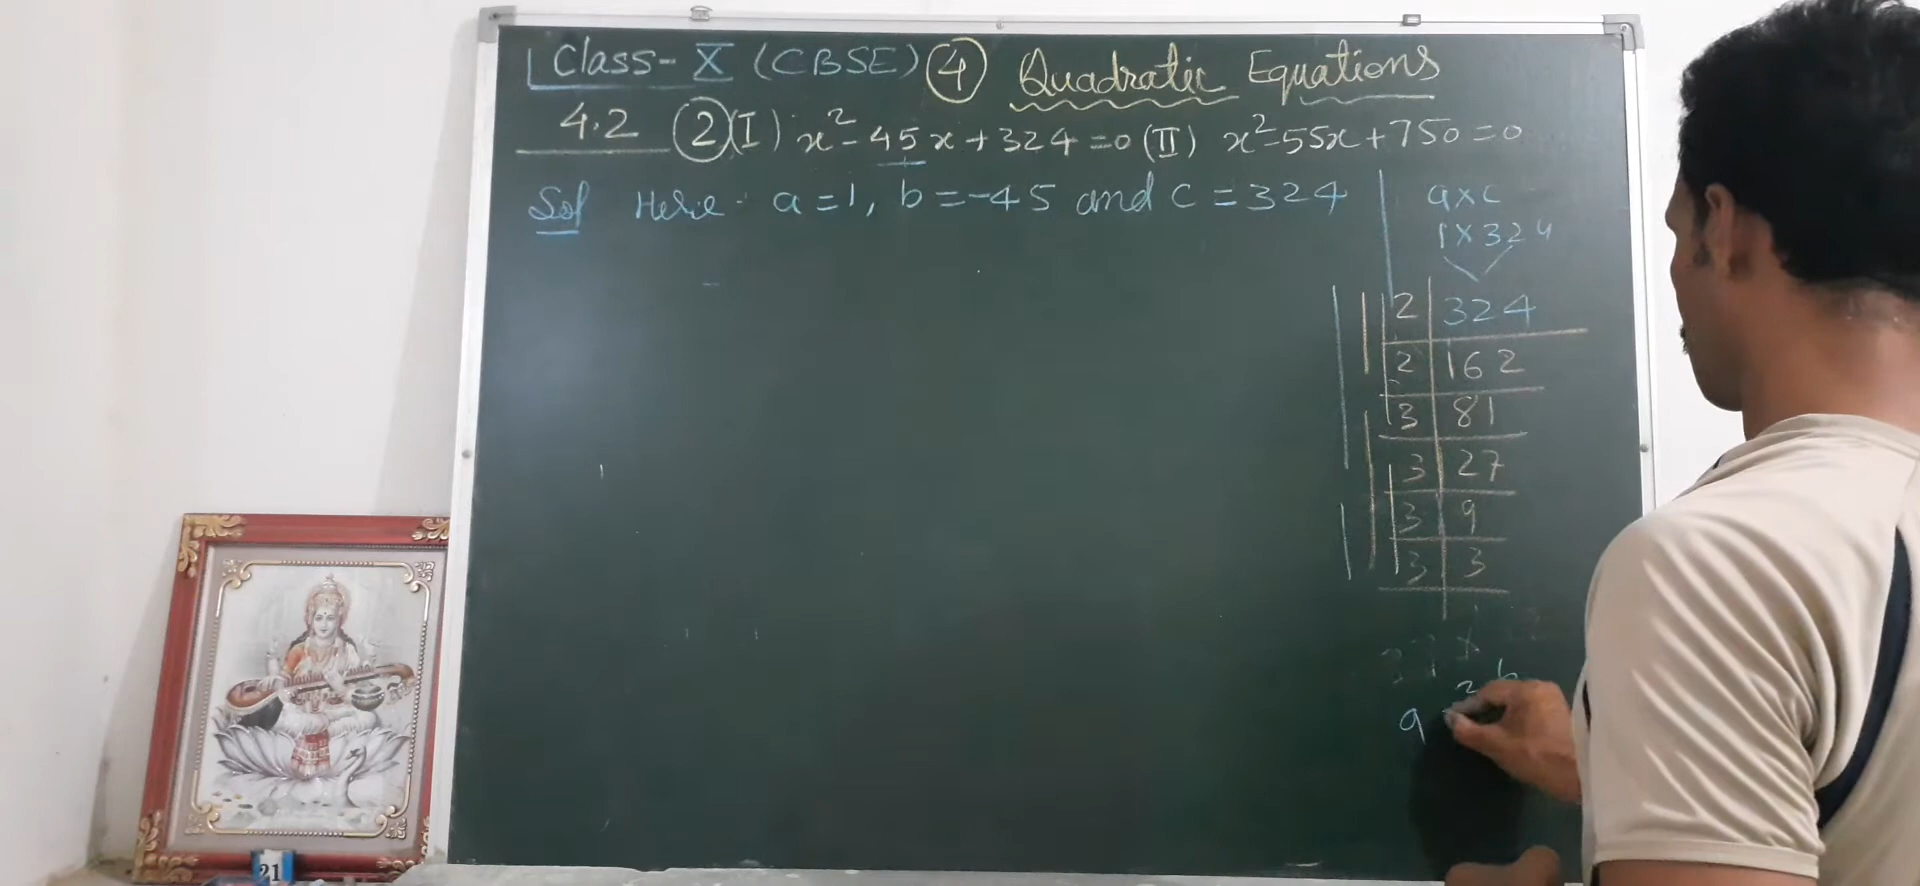 Class-X (CBSE) 4 Quadratic Equations
4.2 2 (I) x²-45x+324=0 (II) x²-55x+750=0
Sol Here a=1, b=-45 and c=324
a×c
1×324
2 324
2 162
3 81
3 27
3 9
3 3
1
9
21